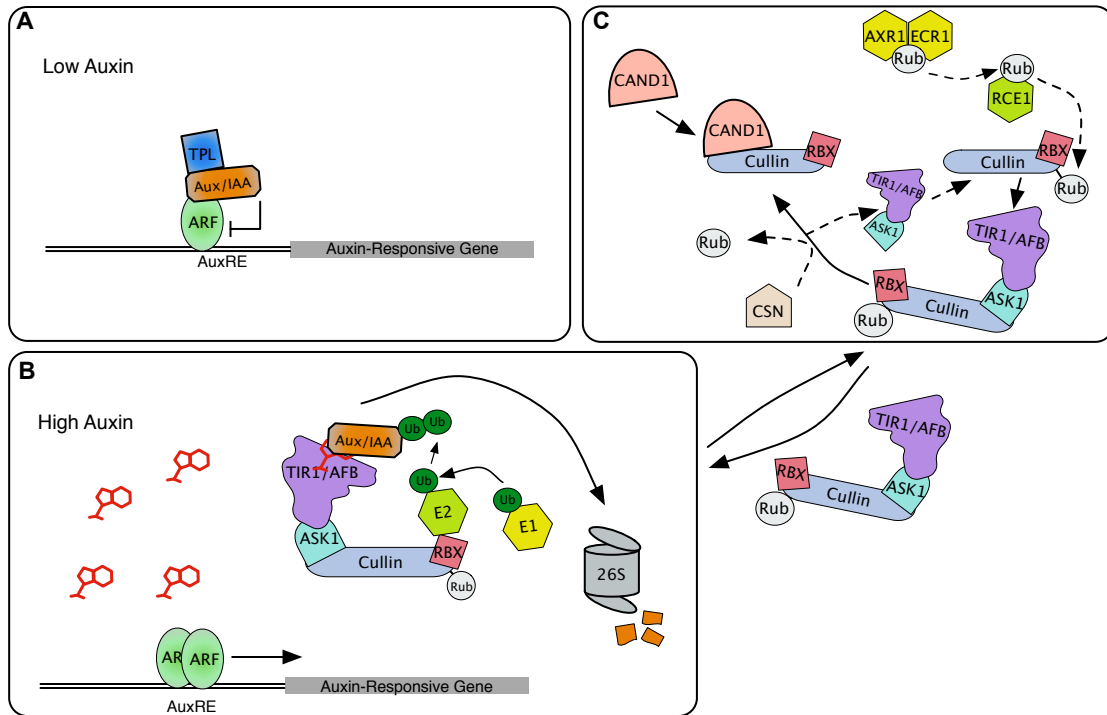 A
Low Auxin
TPL
Aux/IAA
ARF
AuxRE
Auxin-Responsive Gene
B
High Auxin
Aux/IAA
Ub
Ub
TIR1/AFB
Ub
Ub
E2
E1
ASK1
Cullin
RBX
Rub
26S
ARF
ARF
AuxRE
Auxin-Responsive Gene
C
AXR1
ECR1
Rub
Rub
RCE1
CAND1
CAND1
Cullin
RBX
Cullin
RBX
Rub
TIR1/AFB
ASK1
TIR1/AFB
ASK1
Rub
CSN
RBX
Cullin
Rub
TIR1/AFB
ASK1
RBX
Cullin
Rub